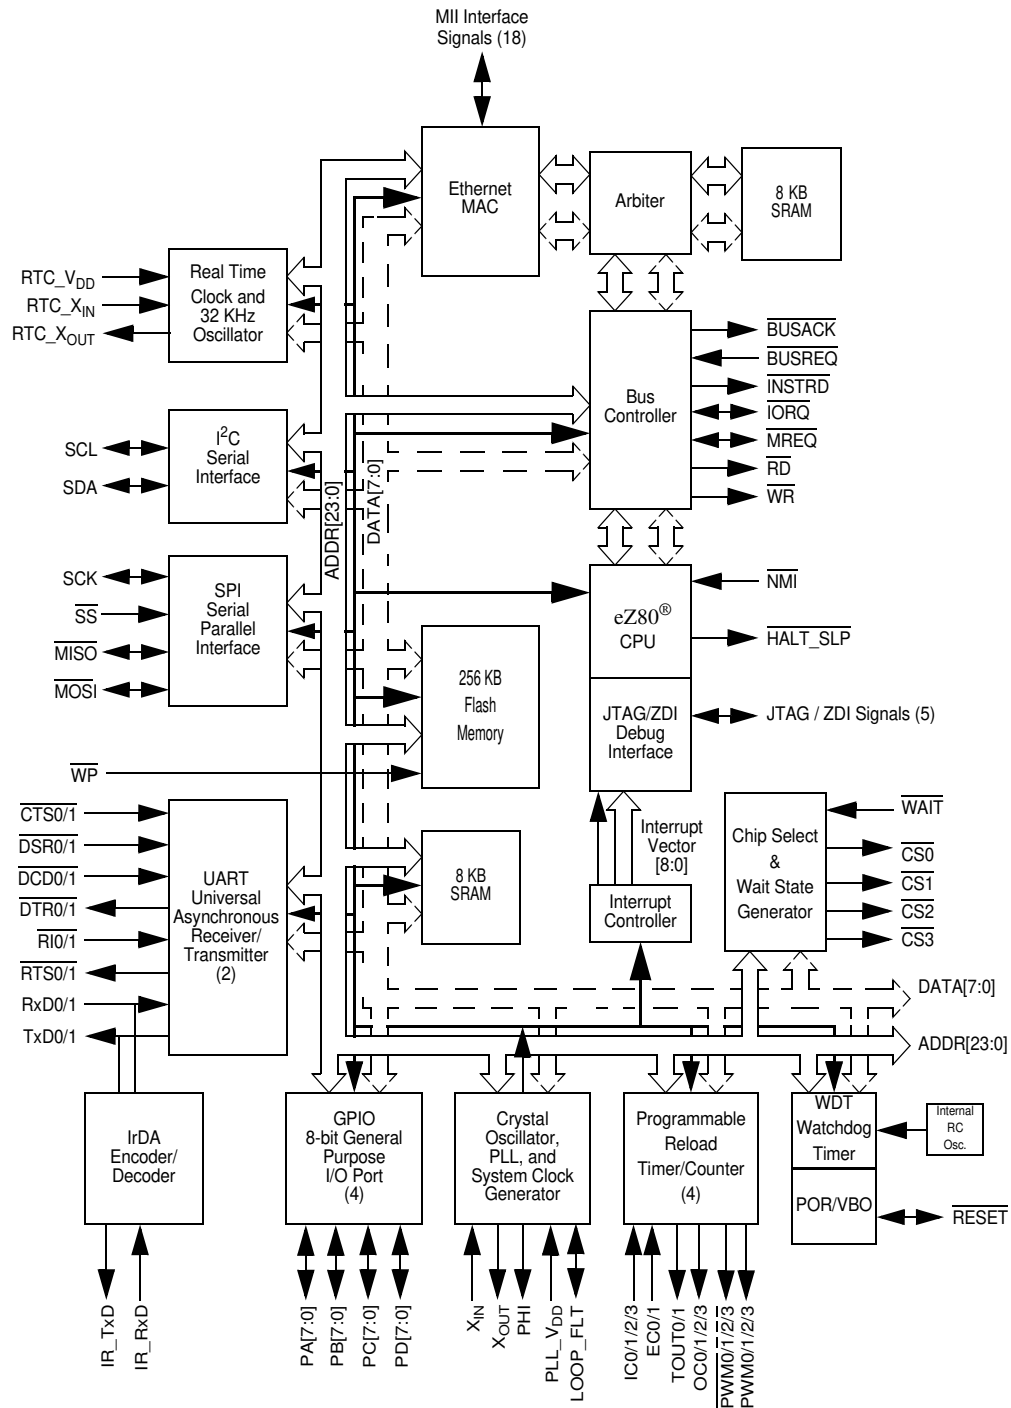 MII Interface
Signals (18)
Ethernet
MAC
Arbiter
8 KB
SRAM
RTC_VDD
RTC_XIN
RTC_XOUT
Real Time
Clock and
32 KHz
Oscillator
Bus
Controller
BUSACK
BUSREQ
INSTRD
IORQ
MREQ
RD
WR
SCL
SDA
I2C
Serial
Interface
ADDR[23:0]
DATA[7:0]
SCK
SS
MISO
MOSI
SPI
Serial
Parallel
Interface
eZ80®
CPU
NMI
HALT_SLP
256 KB
Flash
Memory
JTAG/ZDI
Debug
Interface
JTAG / ZDI Signals (5)
WP
CTS0/1
DSR0/1
DCD0/1
DTR0/1
RI0/1
RTS0/1
RxD0/1
TxD0/1
UART
Universal
Asynchronous
Receiver/
Transmitter
(2)
8 KB
SRAM
Interrupt
Vector
[8:0]
Interrupt
Controller
Chip Select
&
Wait State
Generator
WAIT
CS0
CS1
CS2
CS3
DATA[7:0]
ADDR[23:0]
IrDA
Encoder/
Decoder
GPIO
8-bit General
Purpose
I/O Port
(4)
Crystal
Oscillator,
PLL, and
System Clock
Generator
Programmable
Reload
Timer/Counter
(4)
WDT
Watchdog
Timer
Internal
RC
Osc.
POR/VBO
RESET
IR_TxD
IR_RxD
PA[7:0]
PB[7:0]
PC[7:0]
PD[7:0]
XIN
XOUT
PHI
PLL_VDD
LOOP_FLT
IC0/1/2/3
EC0/1
TOUT0/1
OC0/1/2/3
PWM0/1/2/3
PWM0/1/2/3